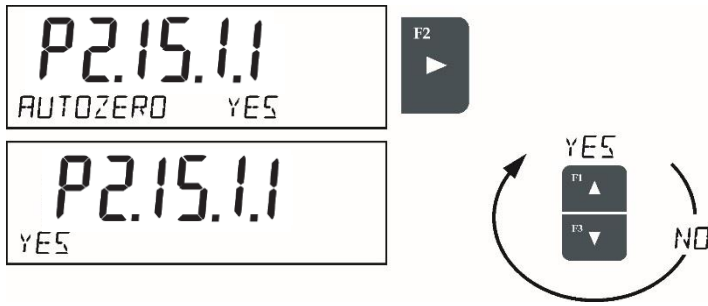 P2.15.1.1
AUTOZERO YES
F2
P2.15.1.1
YES
YES
F1
F3
NO